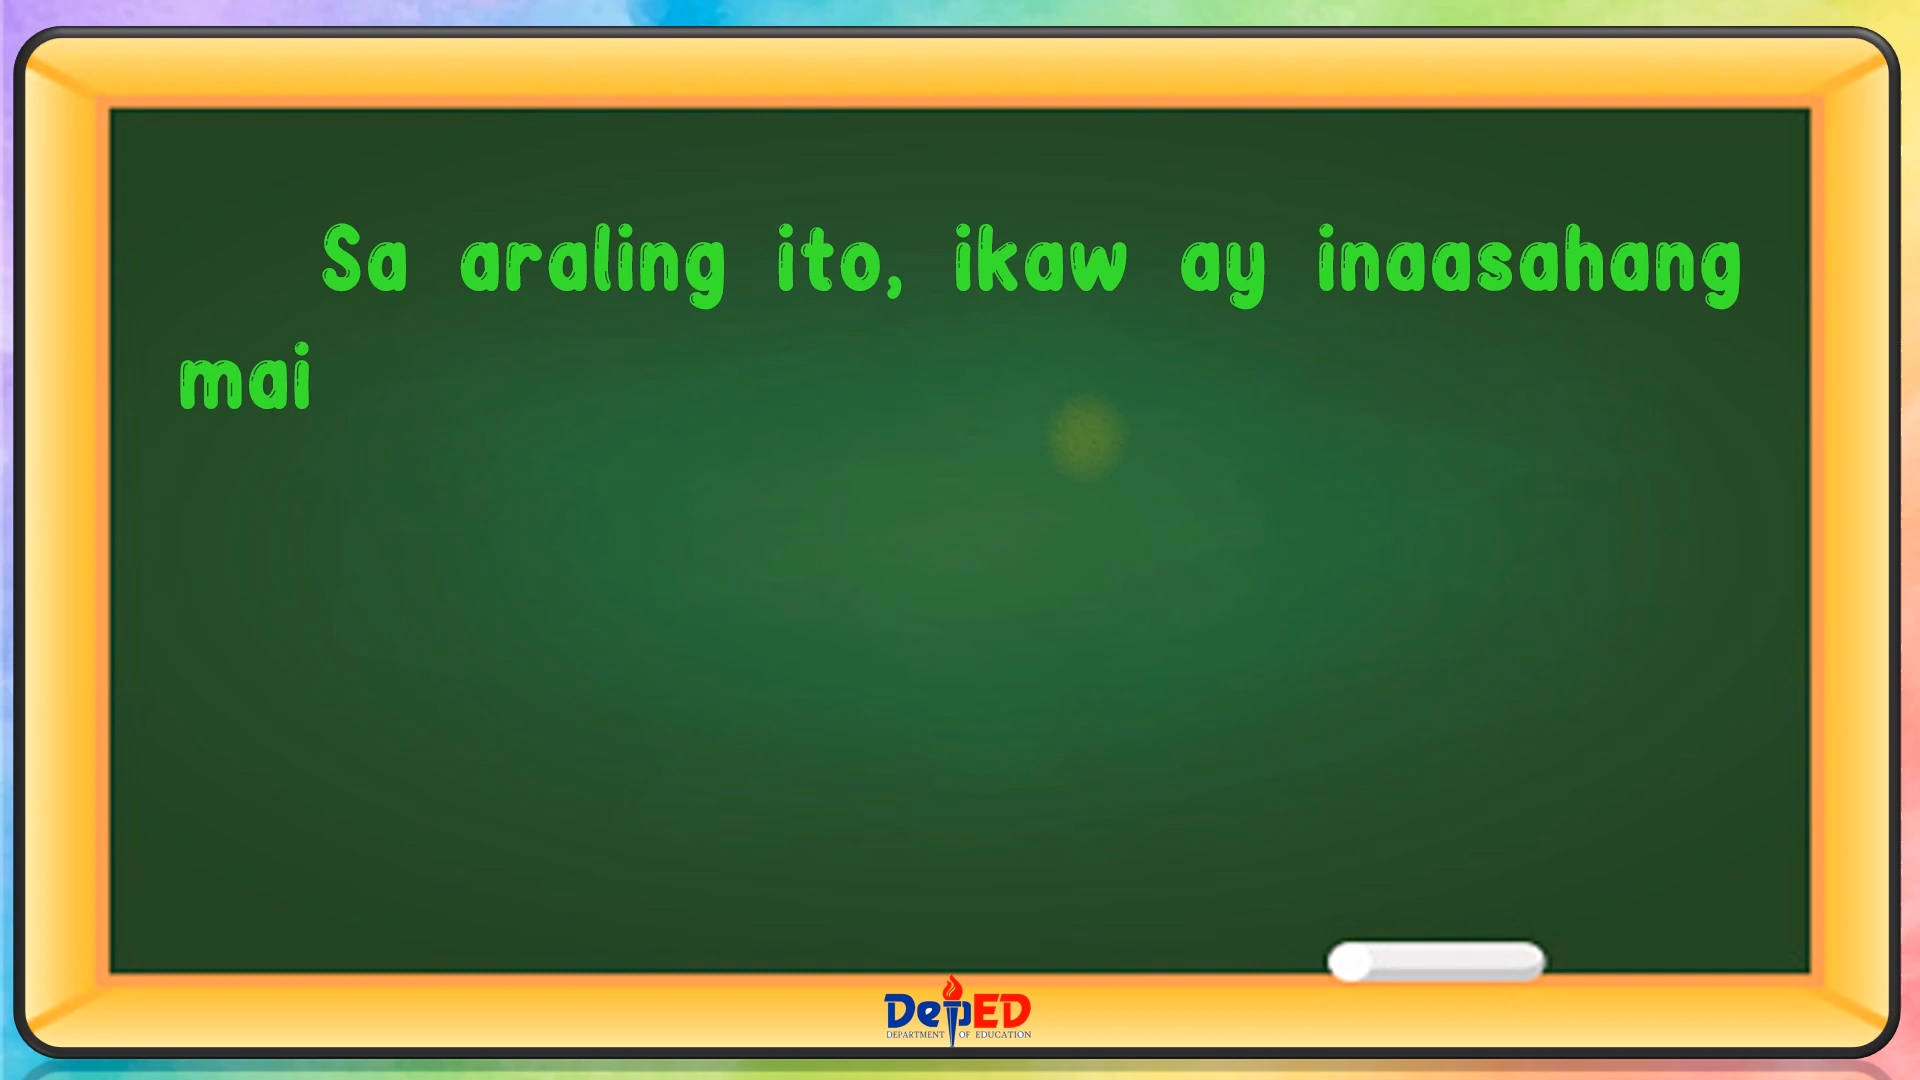 Sa araling ito, ikaw ay inaasahang
mai
DepED
DEPARTMENT OF EDUCATION